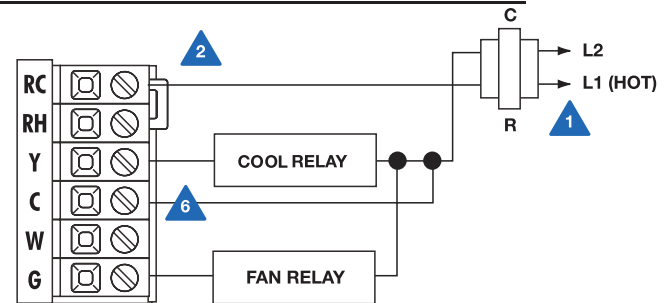 C
L2
2
RC
L1 (HOT)
1
RH
R
Y
COOL RELAY
C
6
W
G
FAN RELAY